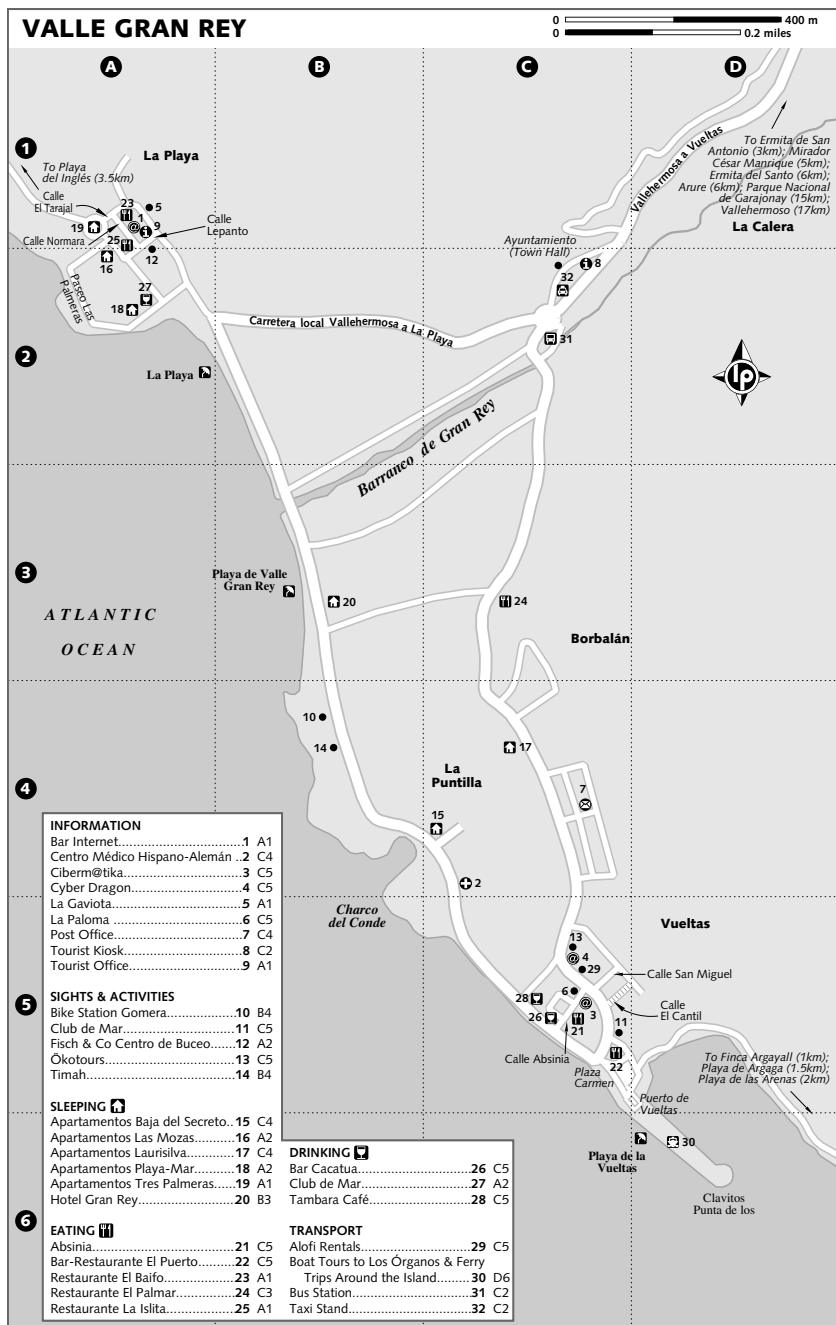 VALLE GRAN REY
0 400 m
0 0.2 miles
A B C D
1
La Playa
To Playa
del Inglés (3.5km)
Calle
El Tarajal
23
5
1
9
Calle
Lepanto
19
Calle Normara
25
12
16
Paseo Las
Palmeras
27
18
Vallehermosa a Vueltas
To Ermita de San
Antonio (3km); Mirador
César Manrique (5km);
Ermita del Santo (6km);
Arure (6km); Parque Nacional
de Garajonay (15km);
Vallehermoso (17km)
La Calera
Ayuntamiento
(Town Hall)
8
32
Carretera local Vallehermosa a La Playa
31
2
La Playa
lp
Barranco de Gran Rey
3
Playa de Valle
Gran Rey
20
24
ATLANTIC
OCEAN
Borbalán
10
14
17
La
Puntilla
7
4
15
2
Charco
del Conde
Vueltas
13
4
29
Calle San Miguel
6
28
3
Calle
El Cantil
26
21
11
Calle Absinia
22
Plaza
Carmen
To Finca Argayall (1km);
Playa de Argaga (1.5km);
Playa de las Arenas (2km)
Puerto de
Vueltas
30
Playa de la
Vueltas
Clavitos
Punta de los
5
6
INFORMATION
Bar Internet..............................1 A1
Centro Médico Hispano-Alemán ..2 C4
Ciberm@tika.............................3 C5
Cyber Dragon...........................4 C5
La Gaviota................................5 A1
La Paloma ................................6 C5
Post Office................................7 C4
Tourist Kiosk.............................8 C2
Tourist Office............................9 A1
SIGHTS & ACTIVITIES
Bike Station Gomera.................10 B4
Club de Mar.............................11 C5
Fisch & Co Centro de Buceo......12 A2
Ökotours..................................13 C5
Timah.......................................14 B4
SLEEPING
Apartamentos Baja del Secreto..15 C4
Apartamentos Las Mozas..........16 A2
Apartamentos Laurisilva............17 C4
Apartamentos Playa-Mar..........18 A2
Apartamentos Tres Palmeras.....19 A1
Hotel Gran Rey.........................20 B3
EATING
Absinia.....................................21 C5
Bar-Restaurante El Puerto.........22 C5
Restaurante El Baifo..................23 A1
Restaurante El Palmar...............24 C3
Restaurante La Islita..................25 A1
DRINKING
Bar Cacatua..............................26 C5
Club de Mar.............................27 A2
Tambara Café...........................28 C5
TRANSPORT
Alofi Rentals.............................29 C5
Boat Tours to Los Órganos & Ferry
Trips Around the Island.........30 D6
Bus Station...............................31 C2
Taxi Stand................................32 C2